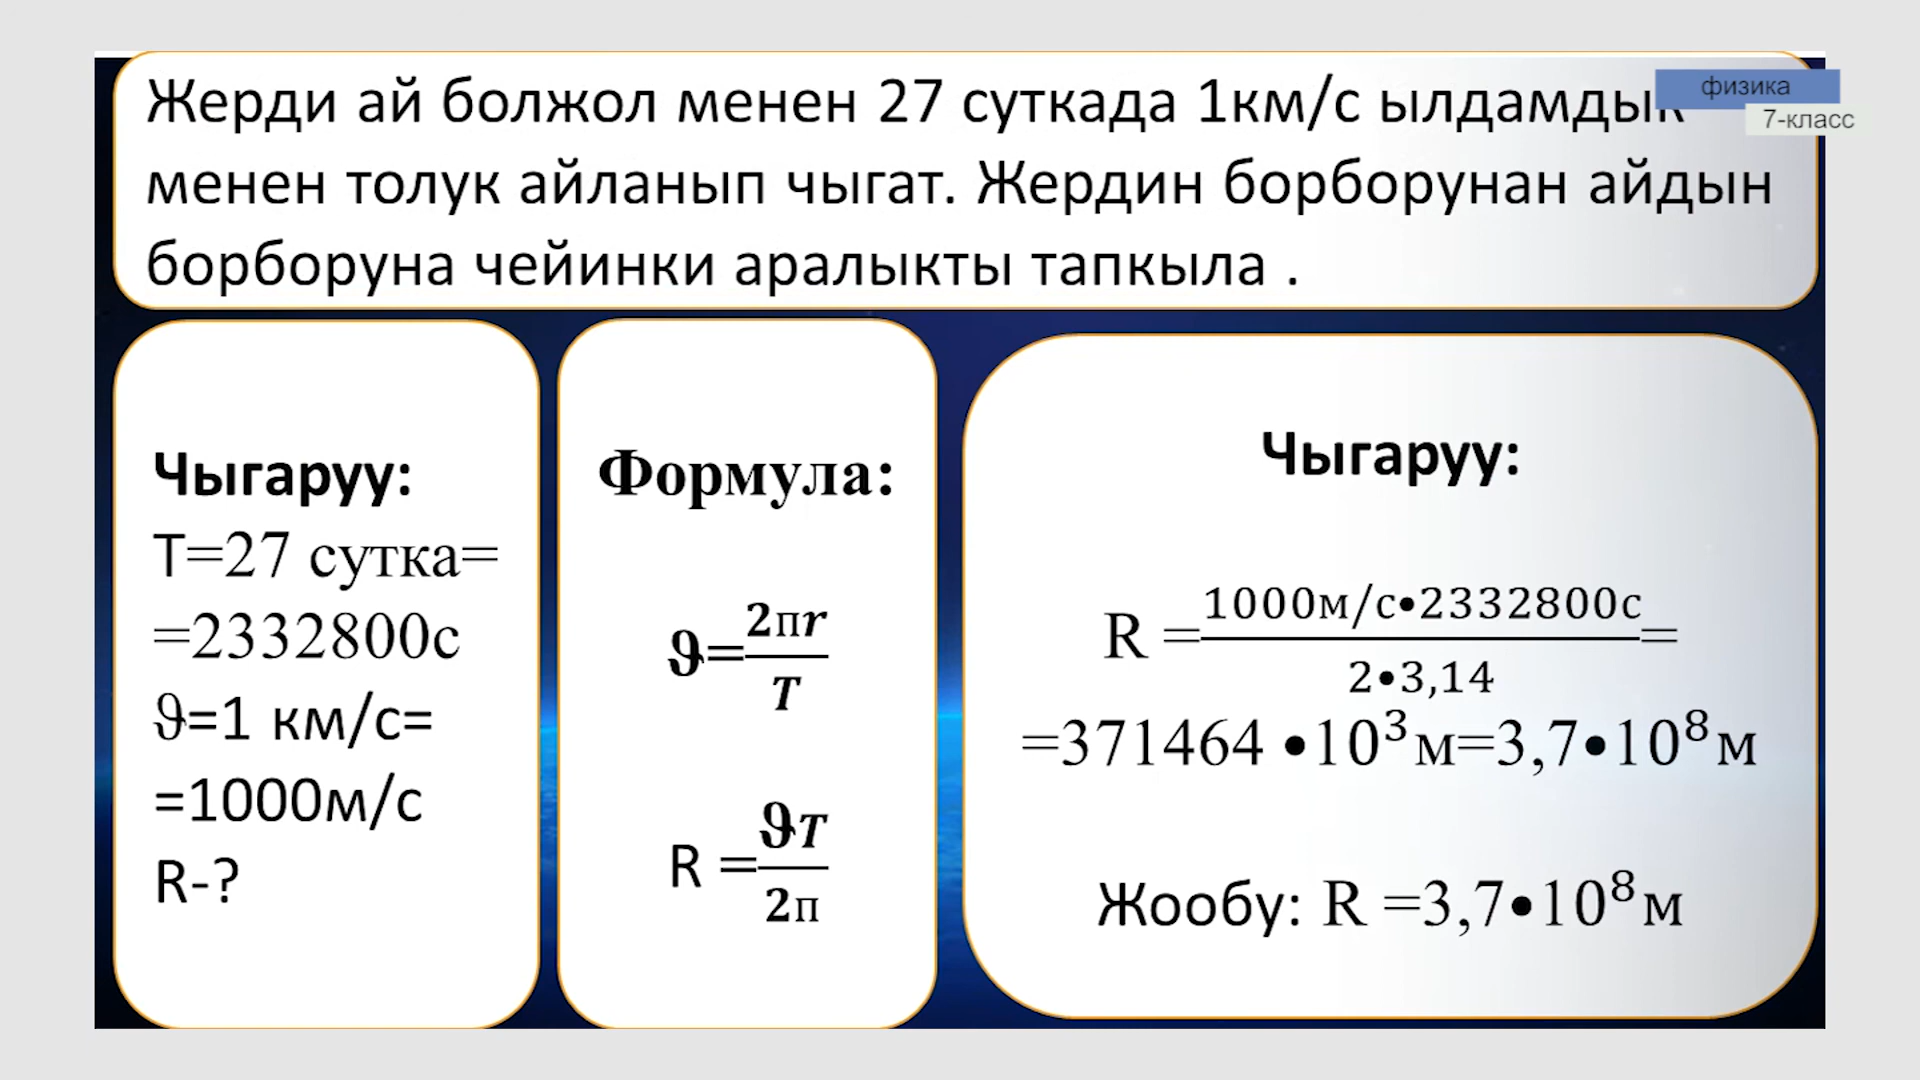 Жерди ай болжол менен 27 суткада 1км/с ылдамдык
менен толук айланып чыгат. Жердин борборунан айдын
борборуна чейинки аралыкты тапкыла .
физика
7-класс
Чыгаруу:
T=27 сутка=
=2332800с
ϑ=1 км/с=
=1000м/с
R-?
Формула:
ϑ=2пr/T
R =ϑT/2п
Чыгаруу:
R =1000м/с•2332800с/2•3,14=
=371464 •10³м=3,7•10⁸м
Жообу: R =3,7•10⁸м